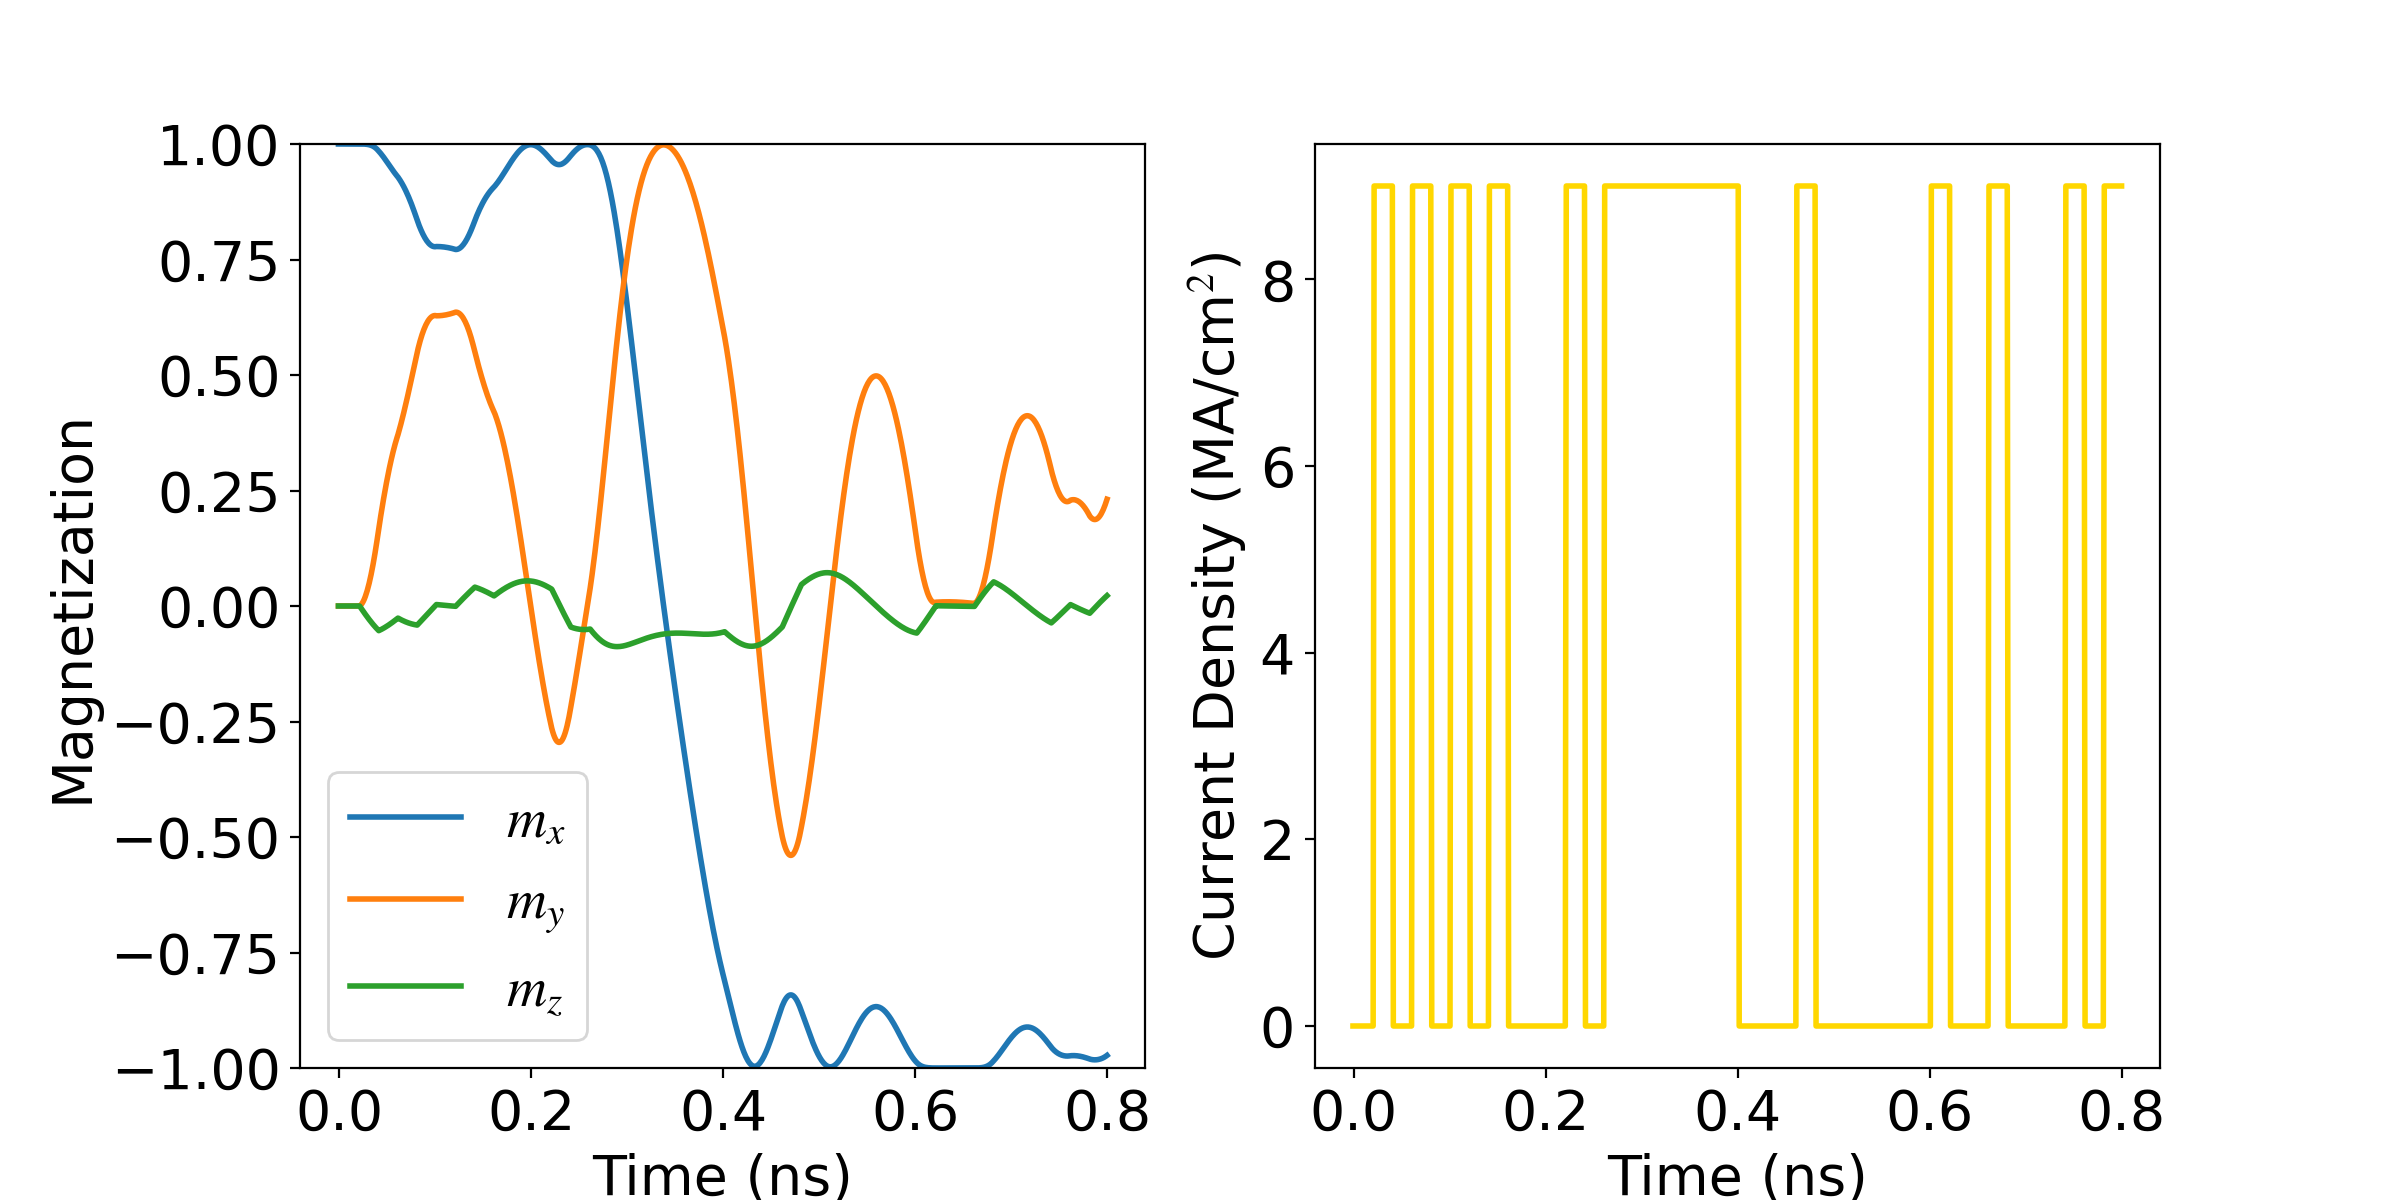 1.00
0.75
0.50
0.25
0.00
−0.25
−0.50
−0.75
−1.00
Magnetization
m_x
m_y
m_z
0.0 0.2 0.4 0.6 0.8
Time (ns)
8
6
4
2
0
Current Density (MA/cm²)
0.0 0.2 0.4 0.6 0.8
Time (ns)